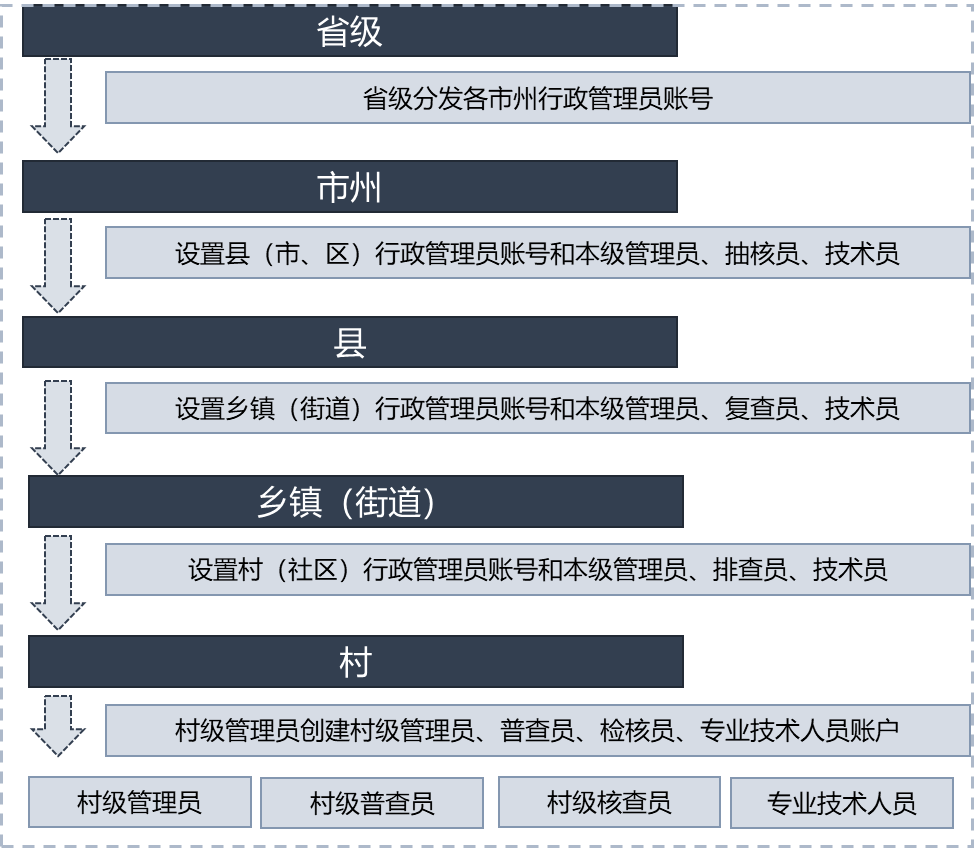 省级
省级分发各市州行政管理员账号
市州
设置县（市、区）行政管理员账号和本级管理员、抽核员、技术员
县
设置乡镇（街道）行政管理员账号和本级管理员、复查员、技术员
乡镇（街道）
设置村（社区）行政管理员账号和本级管理员、排查员、技术员
村
村级管理员创建村级管理员、普查员、检核员、专业技术人员账户
村级管理员
村级普查员
村级核查员
专业技术人员